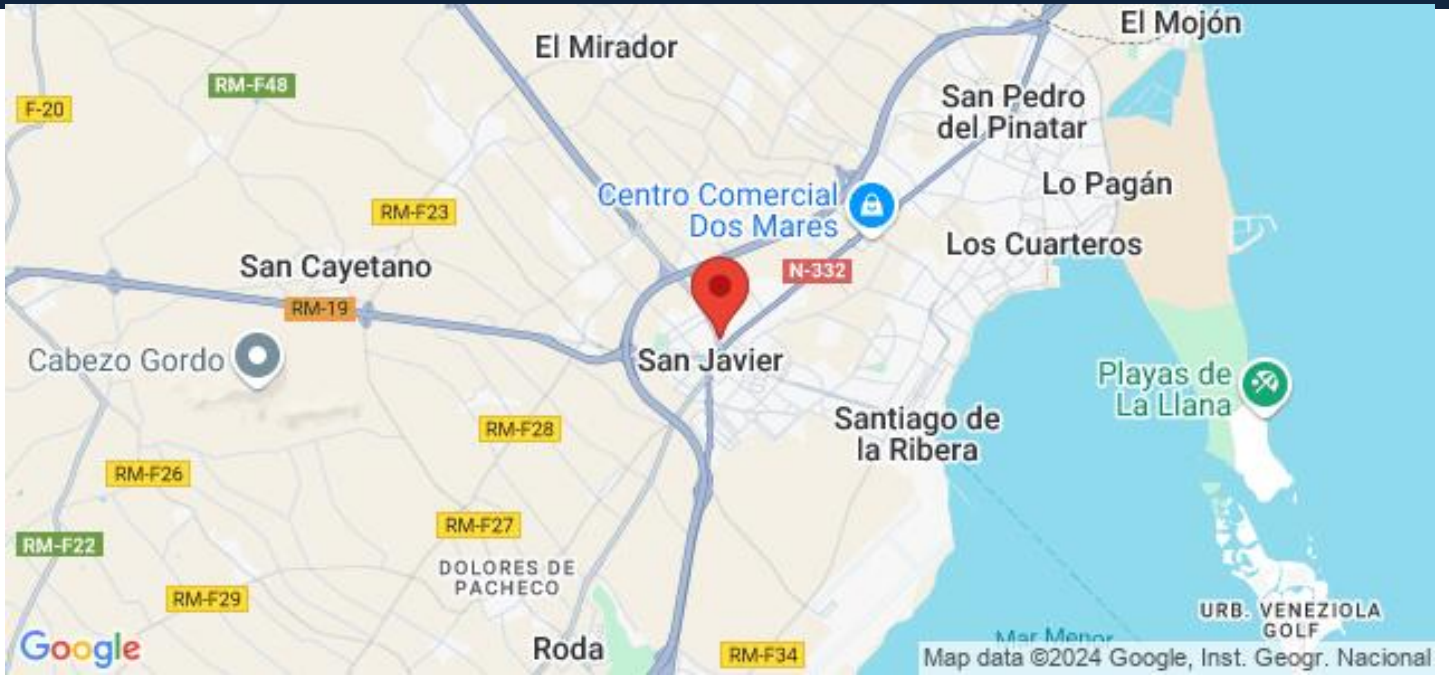 El Mojón
El Mirador
RM-F48
F-20
San Pedro
del Pinatar
Centro Comercial
Dos Mares
Lo Pagán
RM-F23
Los Cuarteros
San Cayetano
N-332
RM-19
Cabezo Gordo
San Javier
Playas de
La Llana
Santiago de
la Ribera
RM-F28
RM-F26
RM-F27
RM-F22
DOLORES DE
PACHECO
RM-F29
URB. VENEZIOLA
GOLF
Roda
RM-F34
Mar Menor
Google
Map data ©2024 Google, Inst. Geogr. Nacional